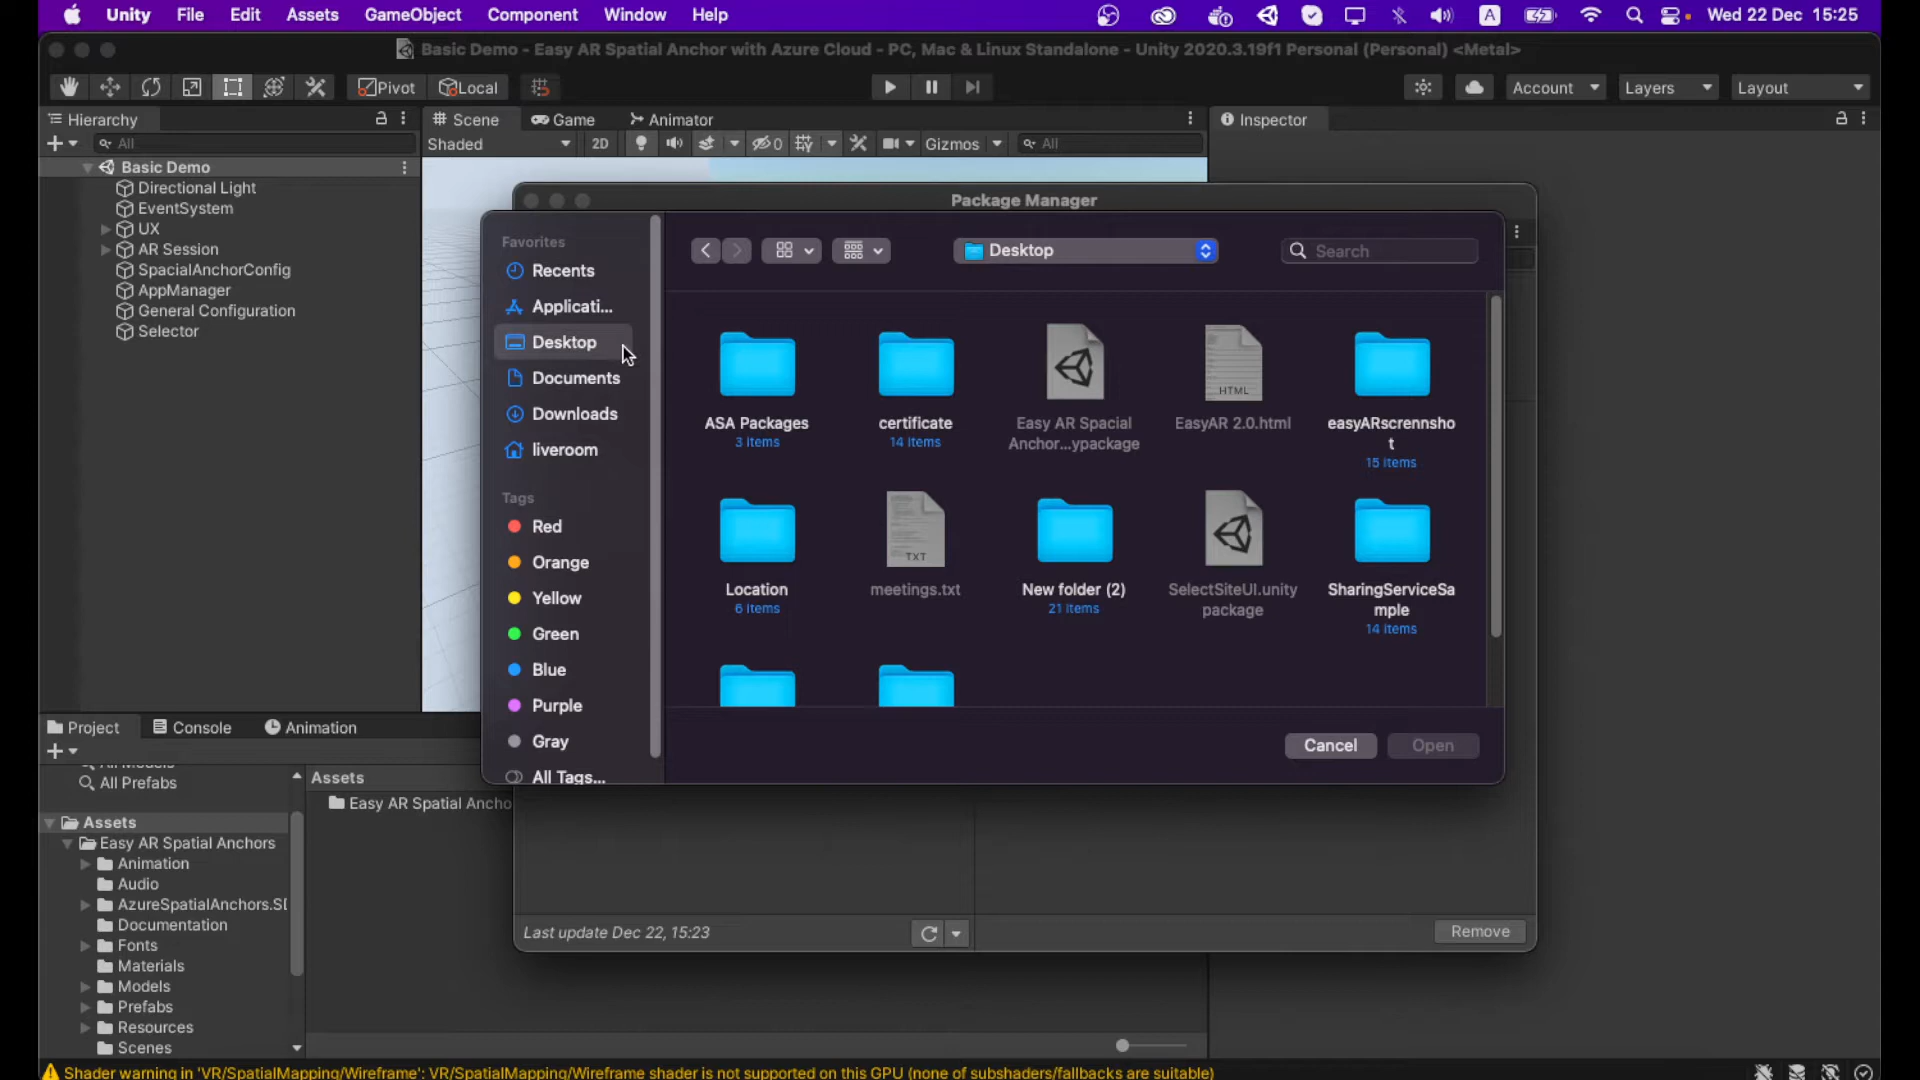 Unity File Edit Assets GameObject Component Window Help A Wed 22 Dec 15:25
Basic Demo - Easy AR Spatial Anchor with Azure Cloud - PC, Mac & Linux Standalone - Unity 2020.3.19f1 Personal (Personal) <Metal>
Pivot Local Account Layers Layout
Hierarchy Scene Game Animator Inspector
All Shaded 2D 0 Gizmos All
Basic Demo
Directional Light
EventSystem
UX
AR Session
SpacialAnchorConfig
AppManager
General Configuration
Selector
Package Manager
Favorites
Recents
Applicati...
Desktop
Documents
Downloads
liveroom
Tags
Red
Orange
Yellow
Green
Blue
Purple
Gray
All Tags...
Desktop Search
ASA Packages
3 items
certificate
14 items
Easy AR Spacial
Anchor...ypackage
HTML
EasyAR 2.0.html
easyARscrennsho
t
15 items
Location
6 items
TXT
meetings.txt
New folder (2)
21 items
SelectSiteUI.unity
package
SharingServiceSa
mple
14 items
Cancel Open
Last update Dec 22, 15:23
Remove
Project Console Animation
All Prefabs
Assets
Easy AR Spatial Anchors
Animation
Audio
AzureSpatialAnchors.SD
Documentation
Fonts
Materials
Models
Prefabs
Resources
Scenes
Assets
Easy AR Spatial Ancho
Shader warning in 'VR/SpatialMapping/Wireframe': VR/SpatialMapping/Wireframe shader is not supported on this GPU (none of subshaders/fallbacks are suitable)